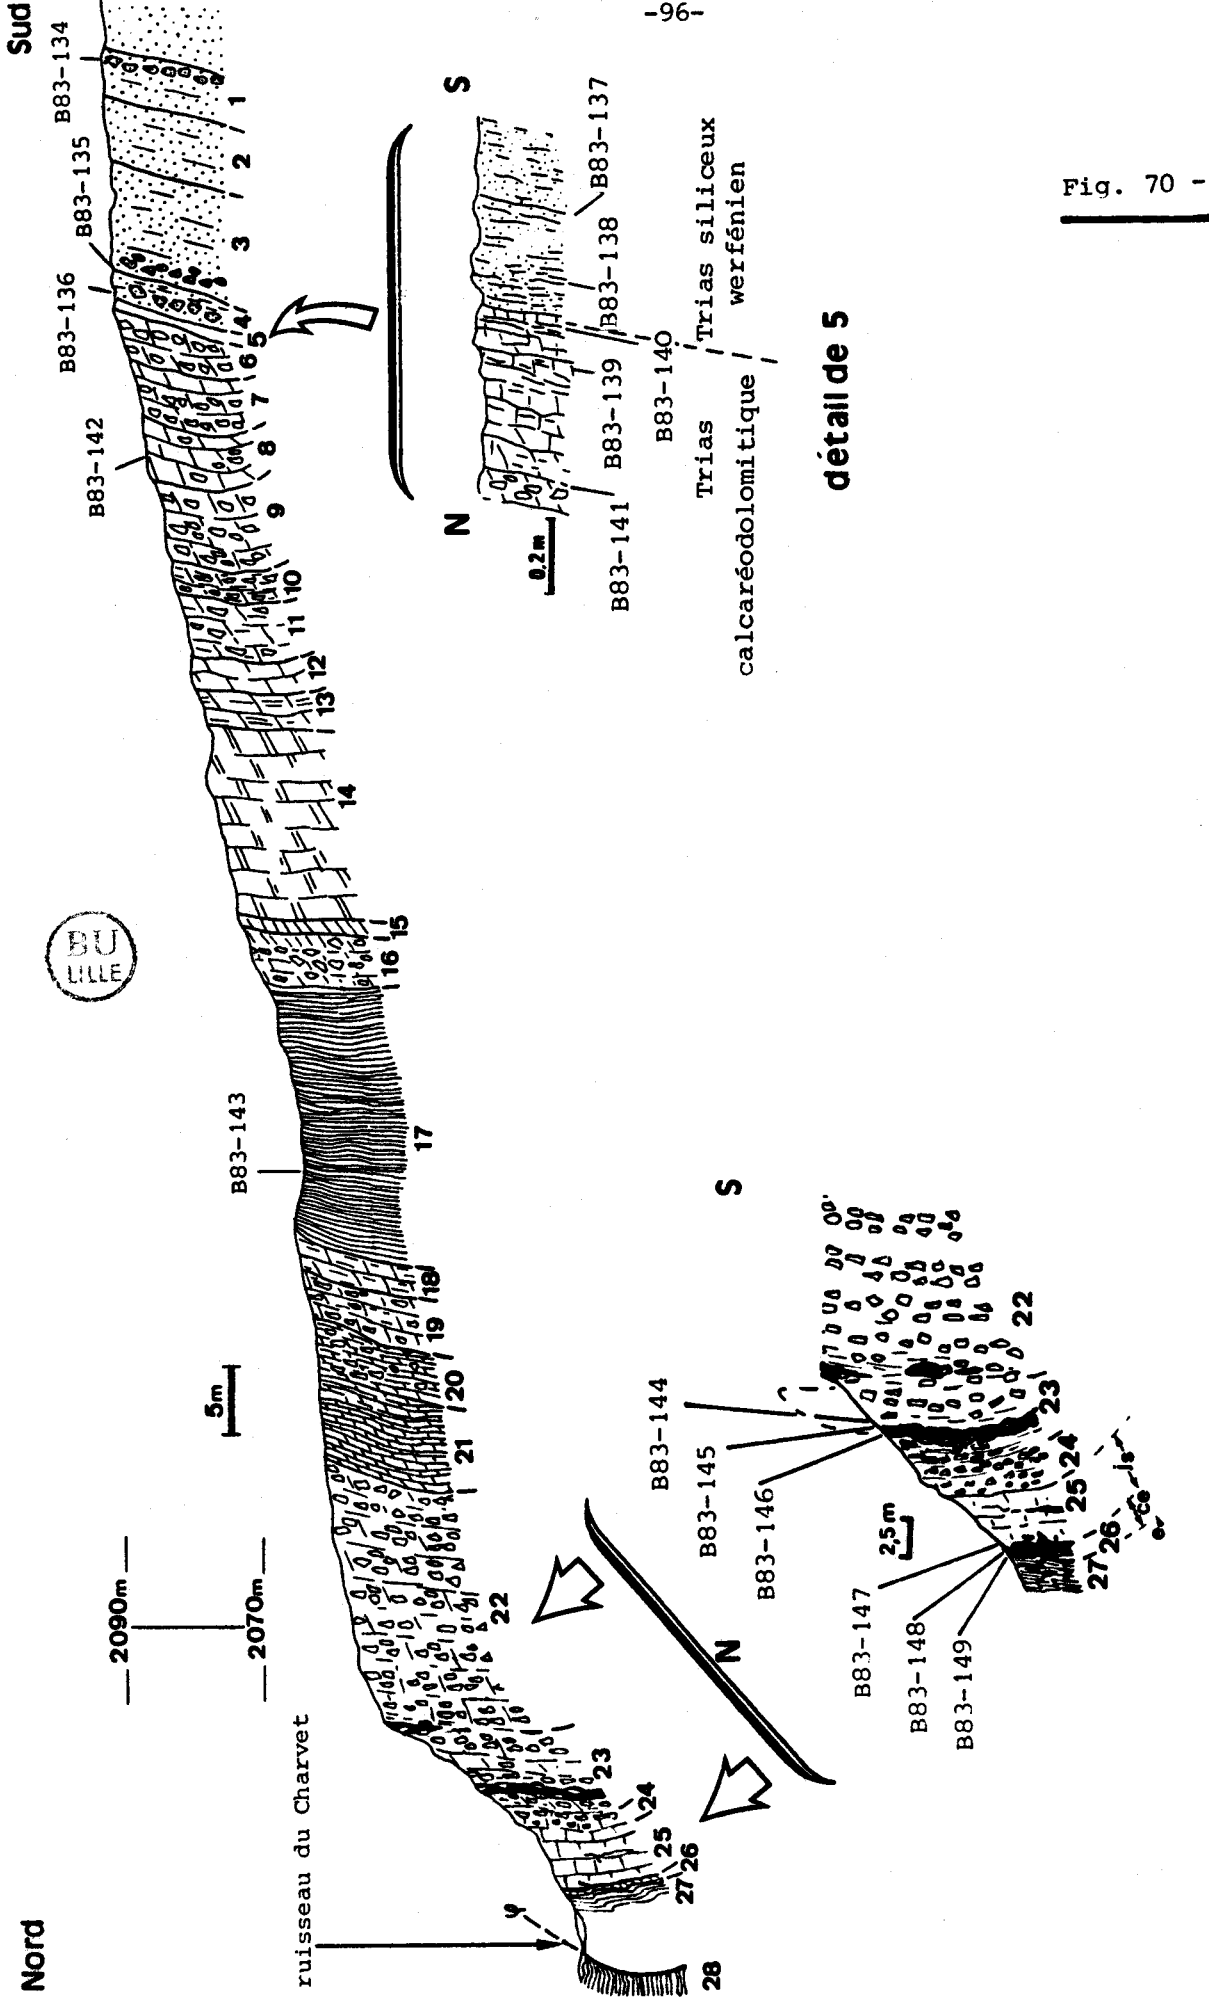 -96-
Nord
Sud
ruisseau du Charvet
2090m
2070m
5m
φ
B83-143
B83-142
B83-136
B83-135
B83-134
BU
LILLE
28
27
26
25
24
23
22
21
20
19
18
17
16
15
14
13
12
11
10
9
8
7
6
5
4
3
2
1
N
S
0,2m
B83-141
B83-139
B83-140
B83-138
B83-137
Trias
calcaréodolomitique
Trias siliceux
werfénien
détail de 5
N
S
2,5 m
B83-144
B83-145
B83-146
B83-147
B83-148
B83-149
27
26
25
24
23
22
e
ce
js
Fig. 70 -